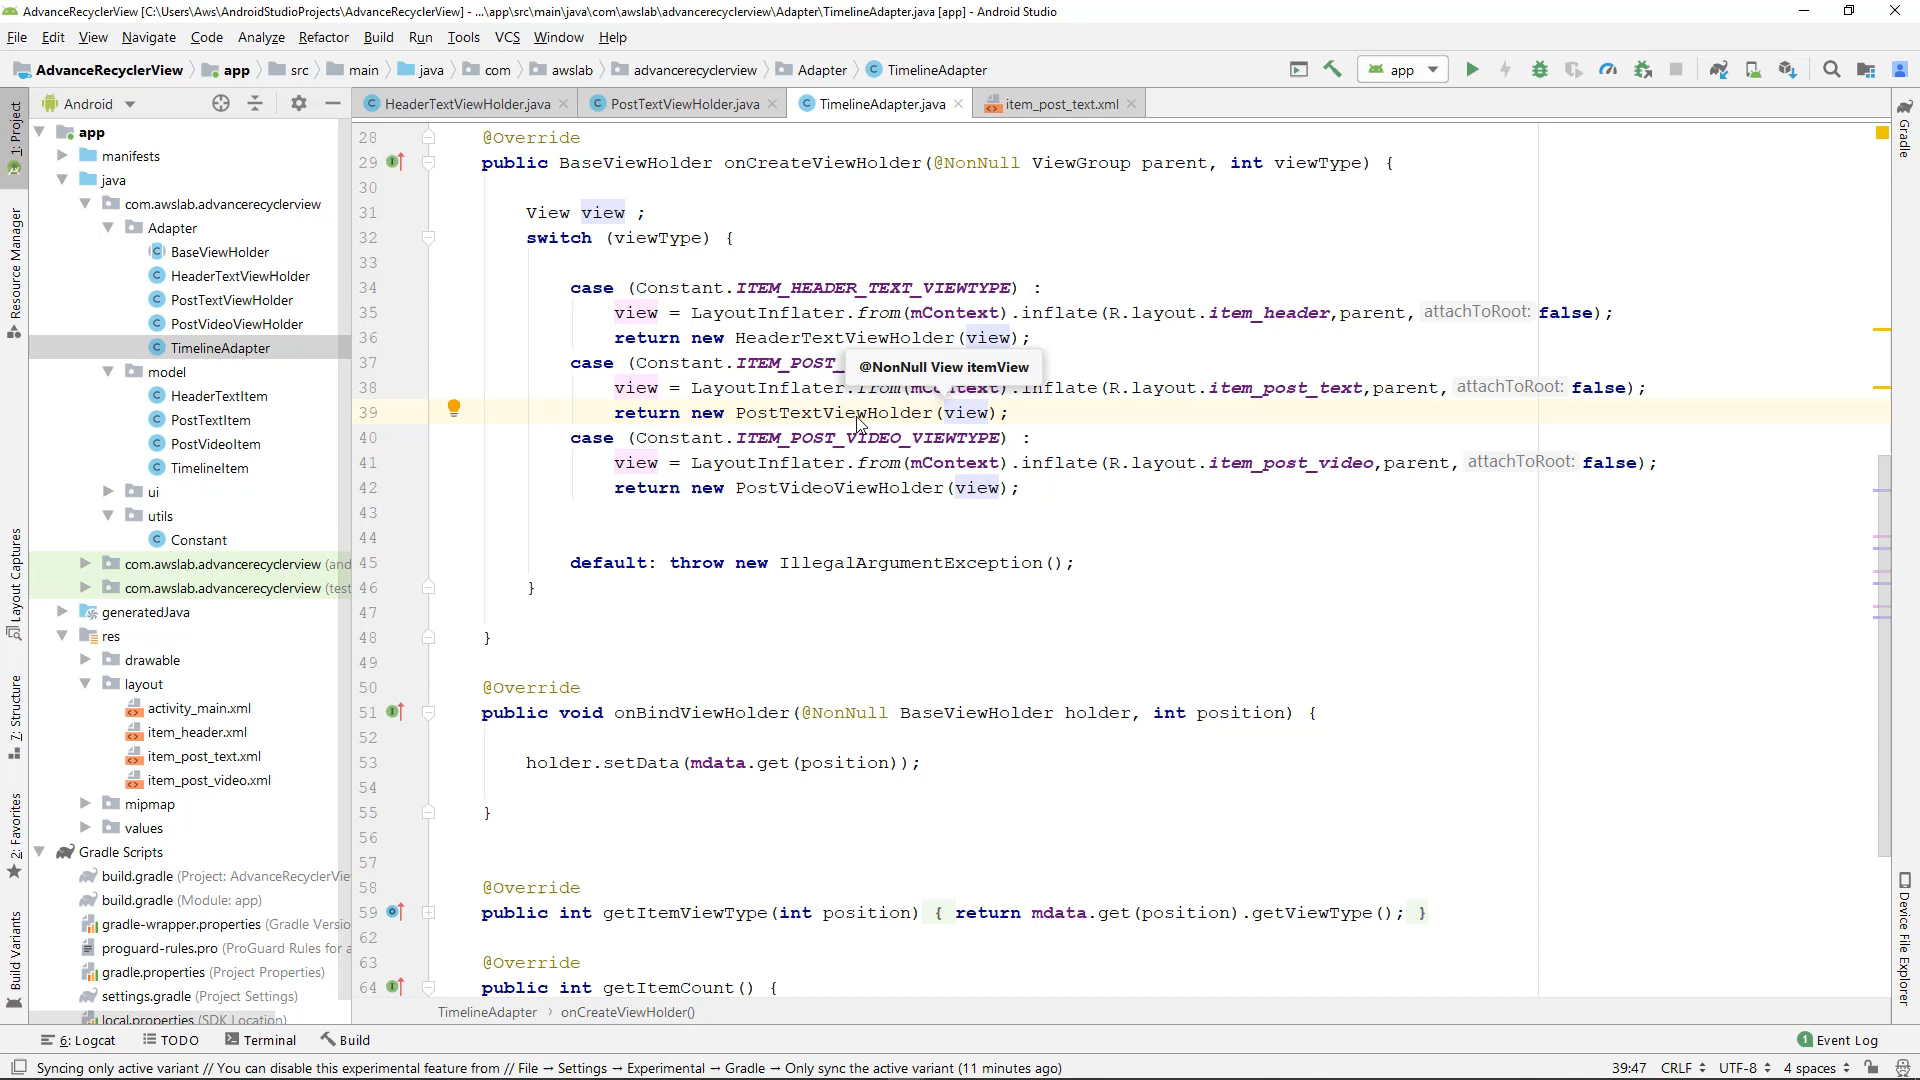 AdvanceRecyclerView [C:\Users\Aws\AndroidStudioProjects\AdvanceRecyclerView] - ...\app\src\main\java\com\awslab\advancerecyclerview\Adapter\TimelineAdapter.java [app] - Android Studio
File Edit View Navigate Code Analyze Refactor Build Run Tools VCS Window Help
AdvanceRecyclerView app src main java com awslab advancerecyclerview Adapter TimelineAdapter
app
Android
HeaderTextViewHolder.java PostTextViewHolder.java TimelineAdapter.java item_post_text.xml
1: Project
Resource Manager
Layout Captures
7: Structure
2: Favorites
Build Variants
app
manifests
java
com.awslab.advancerecyclerview
Adapter
BaseViewHolder
HeaderTextViewHolder
PostTextViewHolder
PostVideoViewHolder
TimelineAdapter
model
HeaderTextItem
PostTextItem
PostVideoItem
TimelineItem
ui
utils
Constant
com.awslab.advancerecyclerview (and
com.awslab.advancerecyclerview (test
generatedJava
res
drawable
layout
activity_main.xml
item_header.xml
item_post_text.xml
item_post_video.xml
mipmap
values
Gradle Scripts
build.gradle (Project: AdvanceRecyclerVie
build.gradle (Module: app)
gradle-wrapper.properties (Gradle Versio
proguard-rules.pro (ProGuard Rules for a
gradle.properties (Project Properties)
settings.gradle (Project Settings)
local.properties (SDK Location)
28 @Override
29 public BaseViewHolder onCreateViewHolder(@NonNull ViewGroup parent, int viewType) {
30
31 View view ;
32 switch (viewType) {
33
34 case (Constant.ITEM_HEADER_TEXT_VIEWTYPE) :
35 view = LayoutInflater.from(mContext).inflate(R.layout.item_header,parent, attachToRoot: false);
36 return new HeaderTextViewHolder(view);
37 case (Constant.ITEM_POST_
@NonNull View itemView
38 view = LayoutInflater.from(mContext).inflate(R.layout.item_post_text,parent, attachToRoot: false);
39 return new PostTextViewHolder(view);
40 case (Constant.ITEM_POST_VIDEO_VIEWTYPE) :
41 view = LayoutInflater.from(mContext).inflate(R.layout.item_post_video,parent, attachToRoot: false);
42 return new PostVideoViewHolder(view);
43
44
45 default: throw new IllegalArgumentException();
46 }
47
48 }
49
50 @Override
51 public void onBindViewHolder(@NonNull BaseViewHolder holder, int position) {
52
53 holder.setData(mdata.get(position));
54
55 }
56
57
58 @Override
59 public int getItemViewType(int position) { return mdata.get(position).getViewType(); }
62
63 @Override
64 public int getItemCount() {
TimelineAdapter onCreateViewHolder()
Gradle
Device File Explorer
6: Logcat TODO Terminal Build 1 Event Log
Syncing only active variant // You can disable this experimental feature from // File → Settings → Experimental → Gradle → Only sync the active variant (11 minutes ago) 39:47 CRLF UTF-8 4 spaces